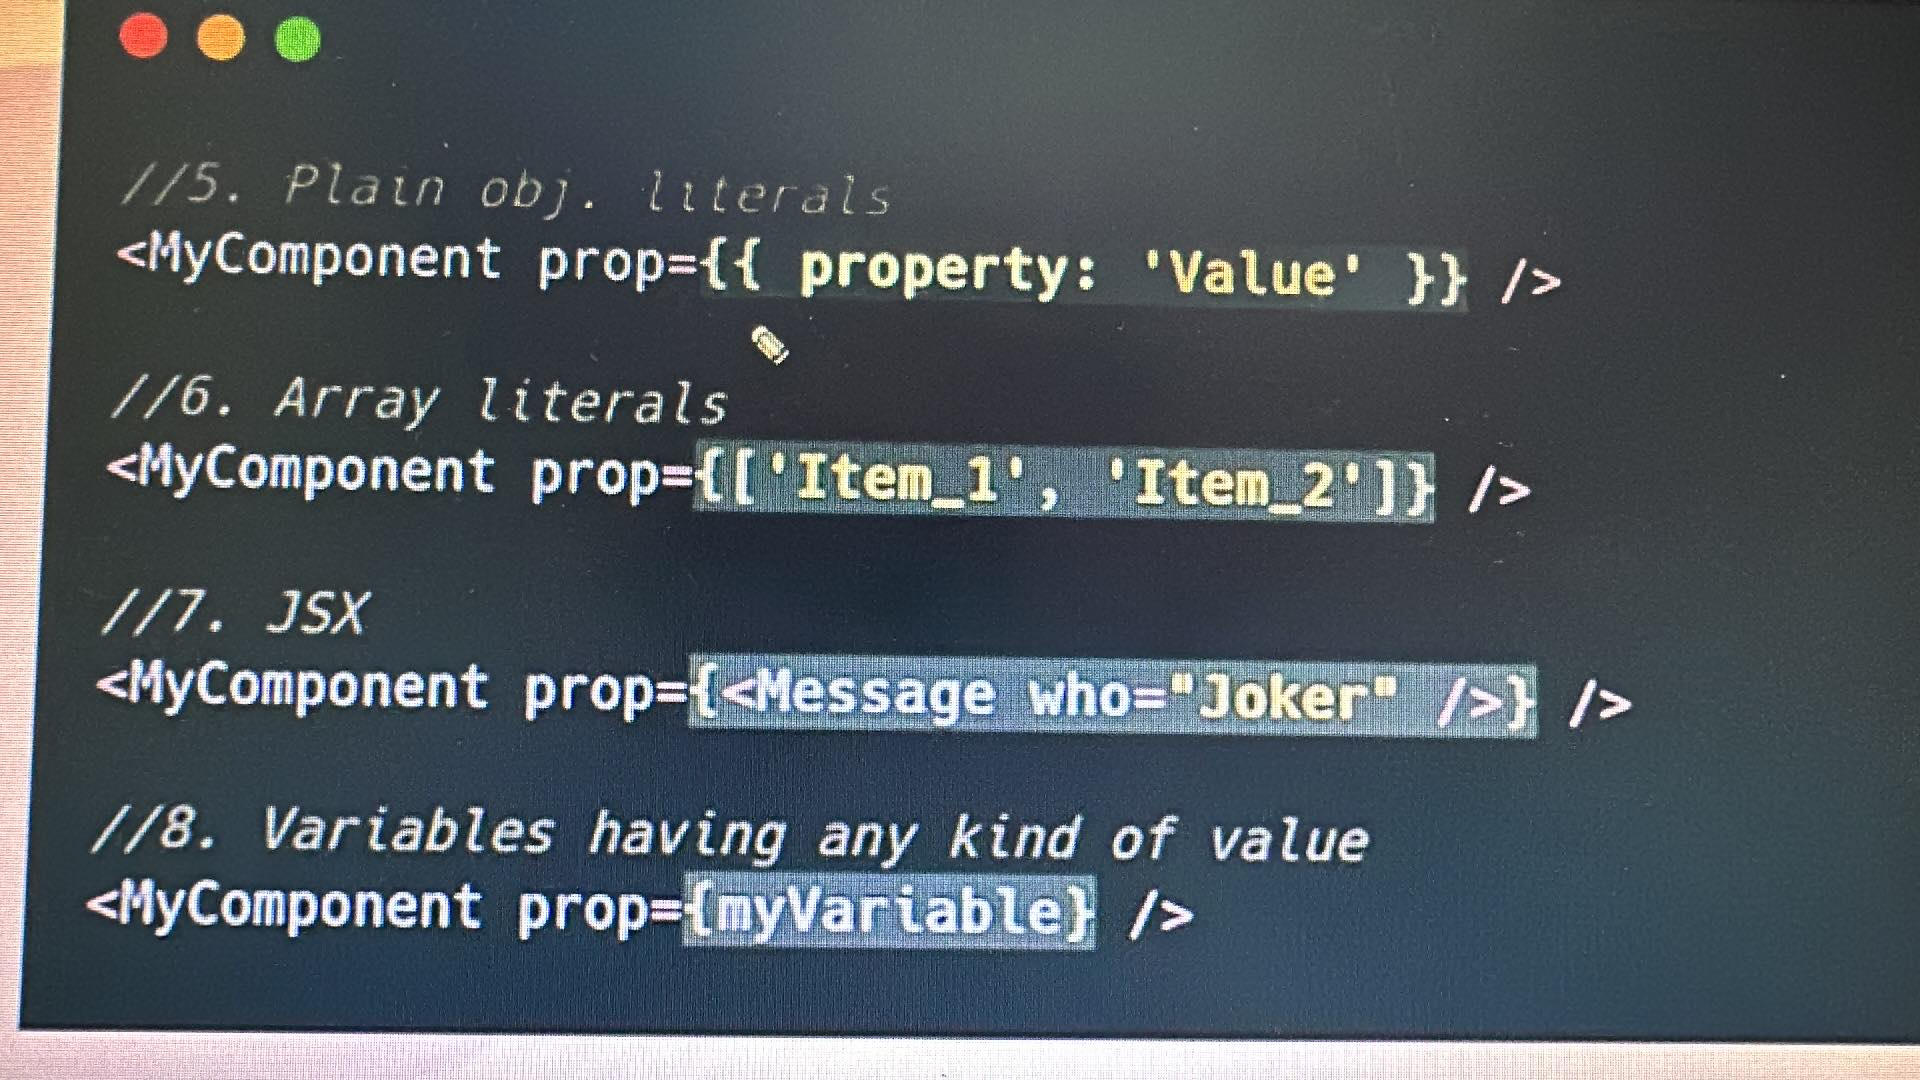 //5. Plain obj. literals
<MyComponent prop={{ property: 'Value' }} />
//6. Array literals
<MyComponent prop={['Item_1', 'Item_2']} />
//7. JSX
<MyComponent prop={<Message who="Joker" />} />
//8. Variables having any kind of value
<MyComponent prop={myVariable} />